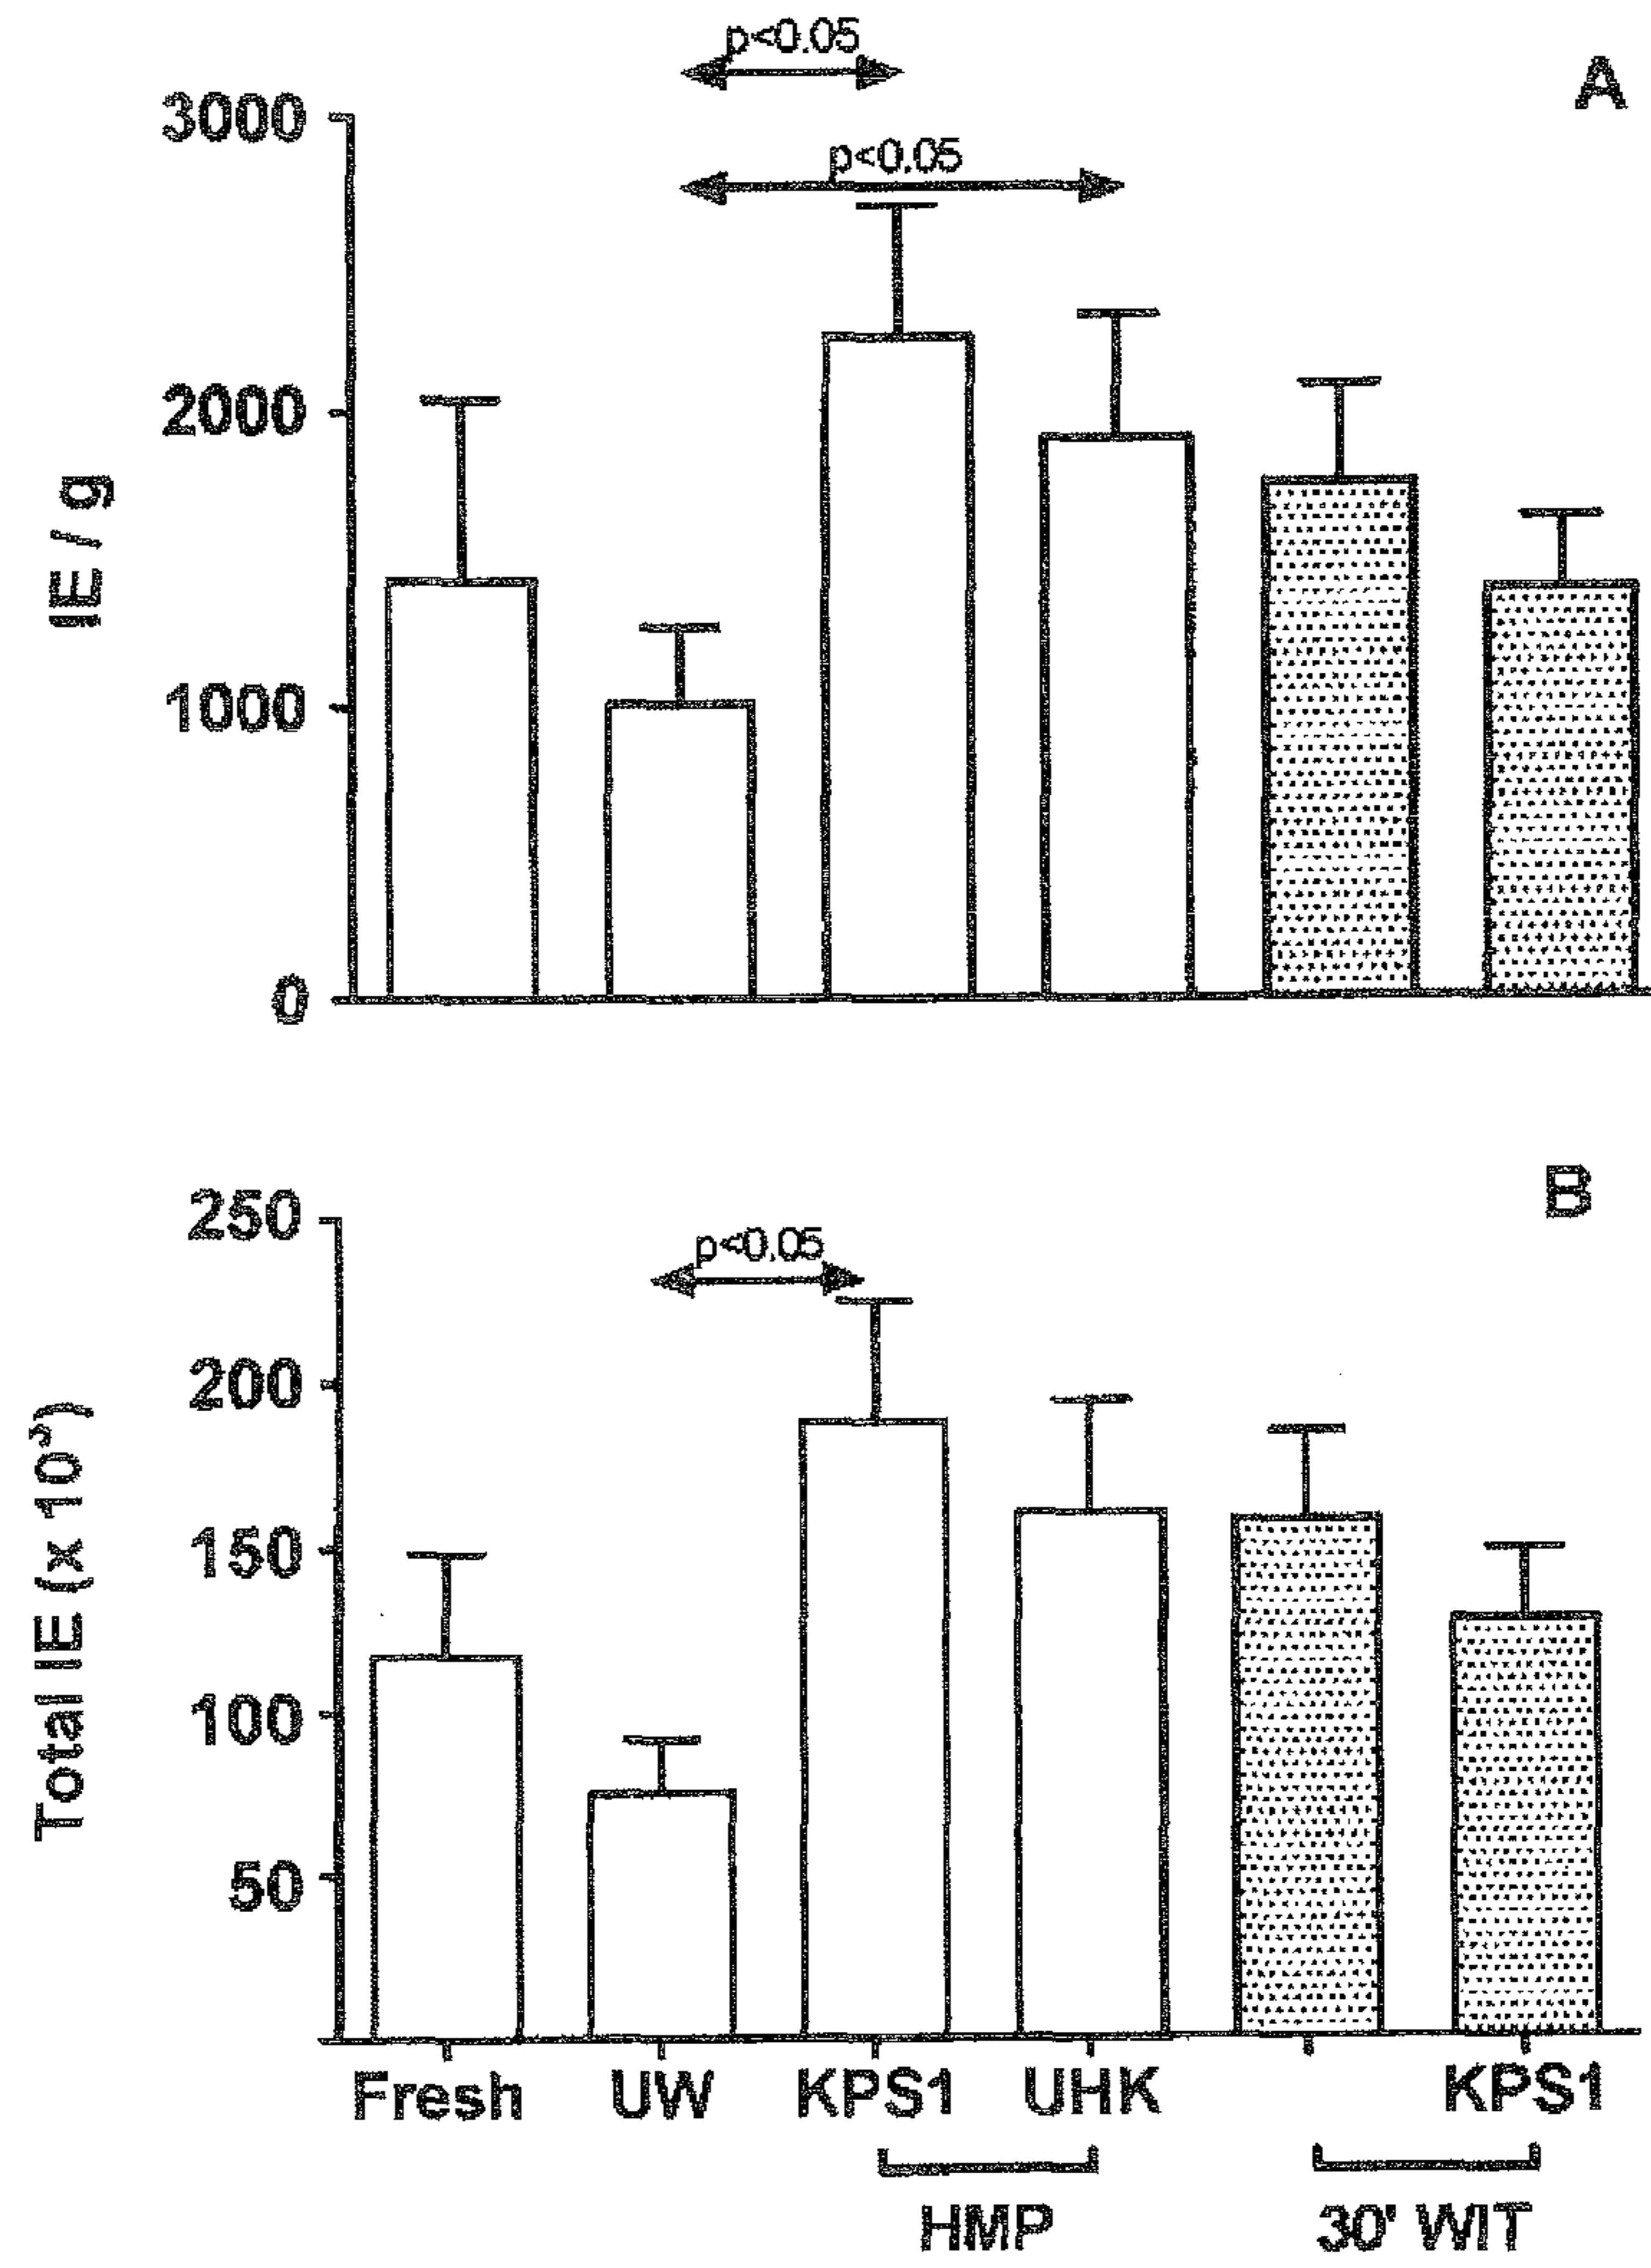 p<0.05
A
3000
p<0.05
2000
1000
0
IE / g
B
250
p<0.05
200
150
100
50
Total IE (x 10³)
Fresh UW KPS1 UHK KPS1
HMP 30' WIT